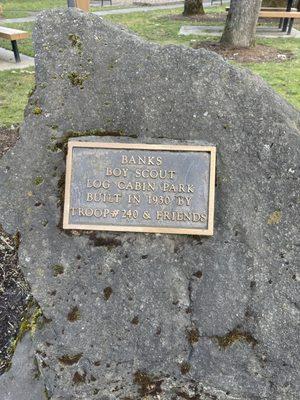 BANKS
BOY SCOUT
LOG CABIN PARK
BUILT IN 1930 BY
TROOP# 240 & FRIENDS